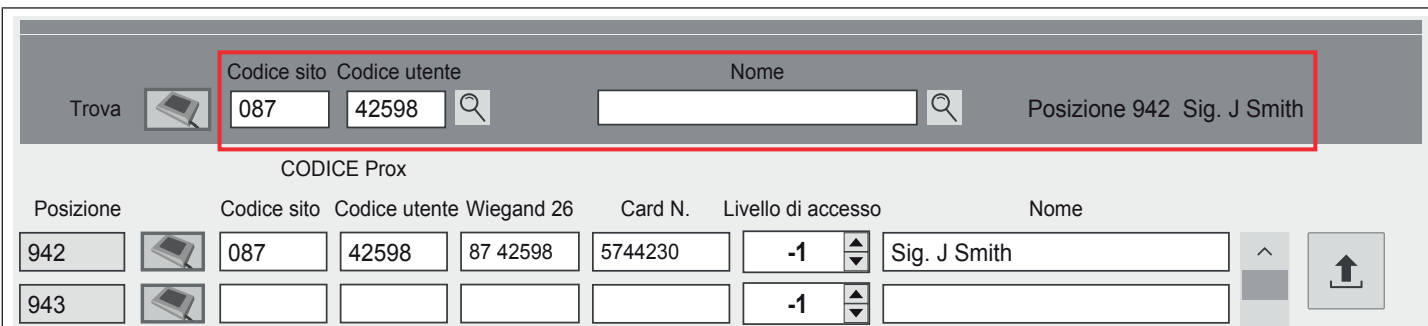 Codice sito Codice utente Nome
Trova 087 42598 Posizione 942 Sig. J Smith
CODICE Prox
Posizione Codice sito Codice utente Wiegand 26 Card N. Livello di accesso Nome
942 087 42598 87 42598 5744230 -1 Sig. J Smith
943 -1